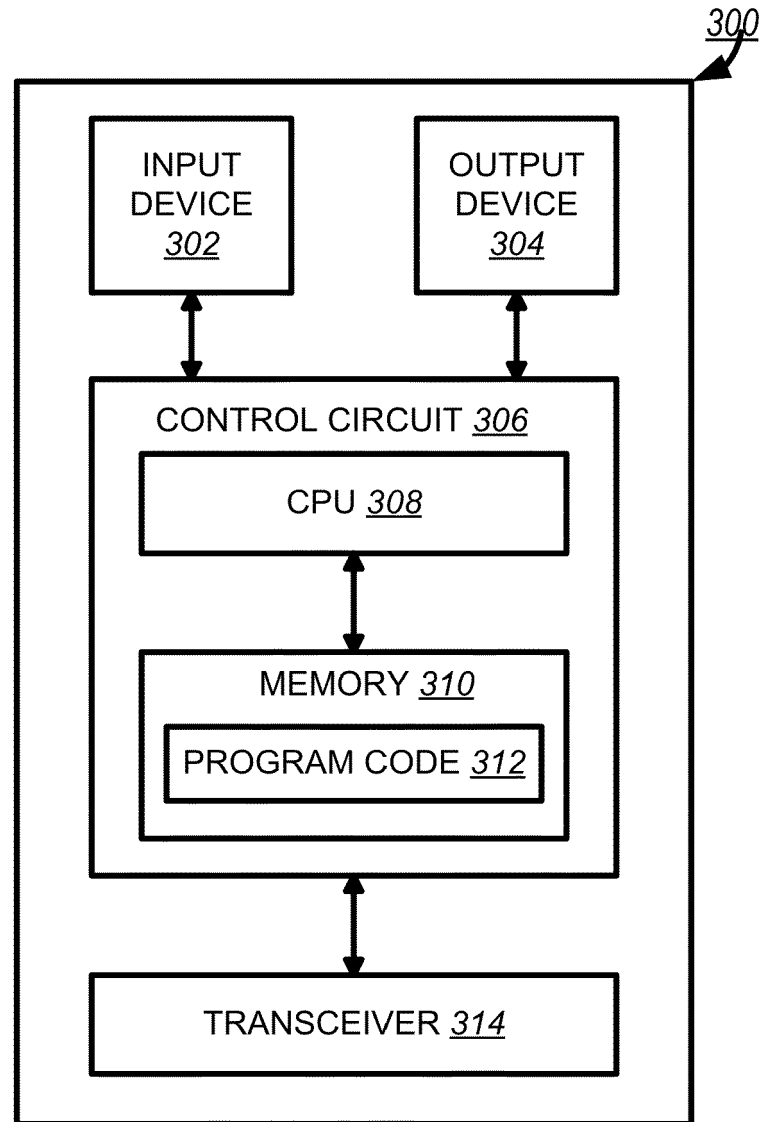 300
INPUT
DEVICE
302
OUTPUT
DEVICE
304
CONTROL CIRCUIT 306
CPU 308
MEMORY 310
PROGRAM CODE 312
TRANSCEIVER 314